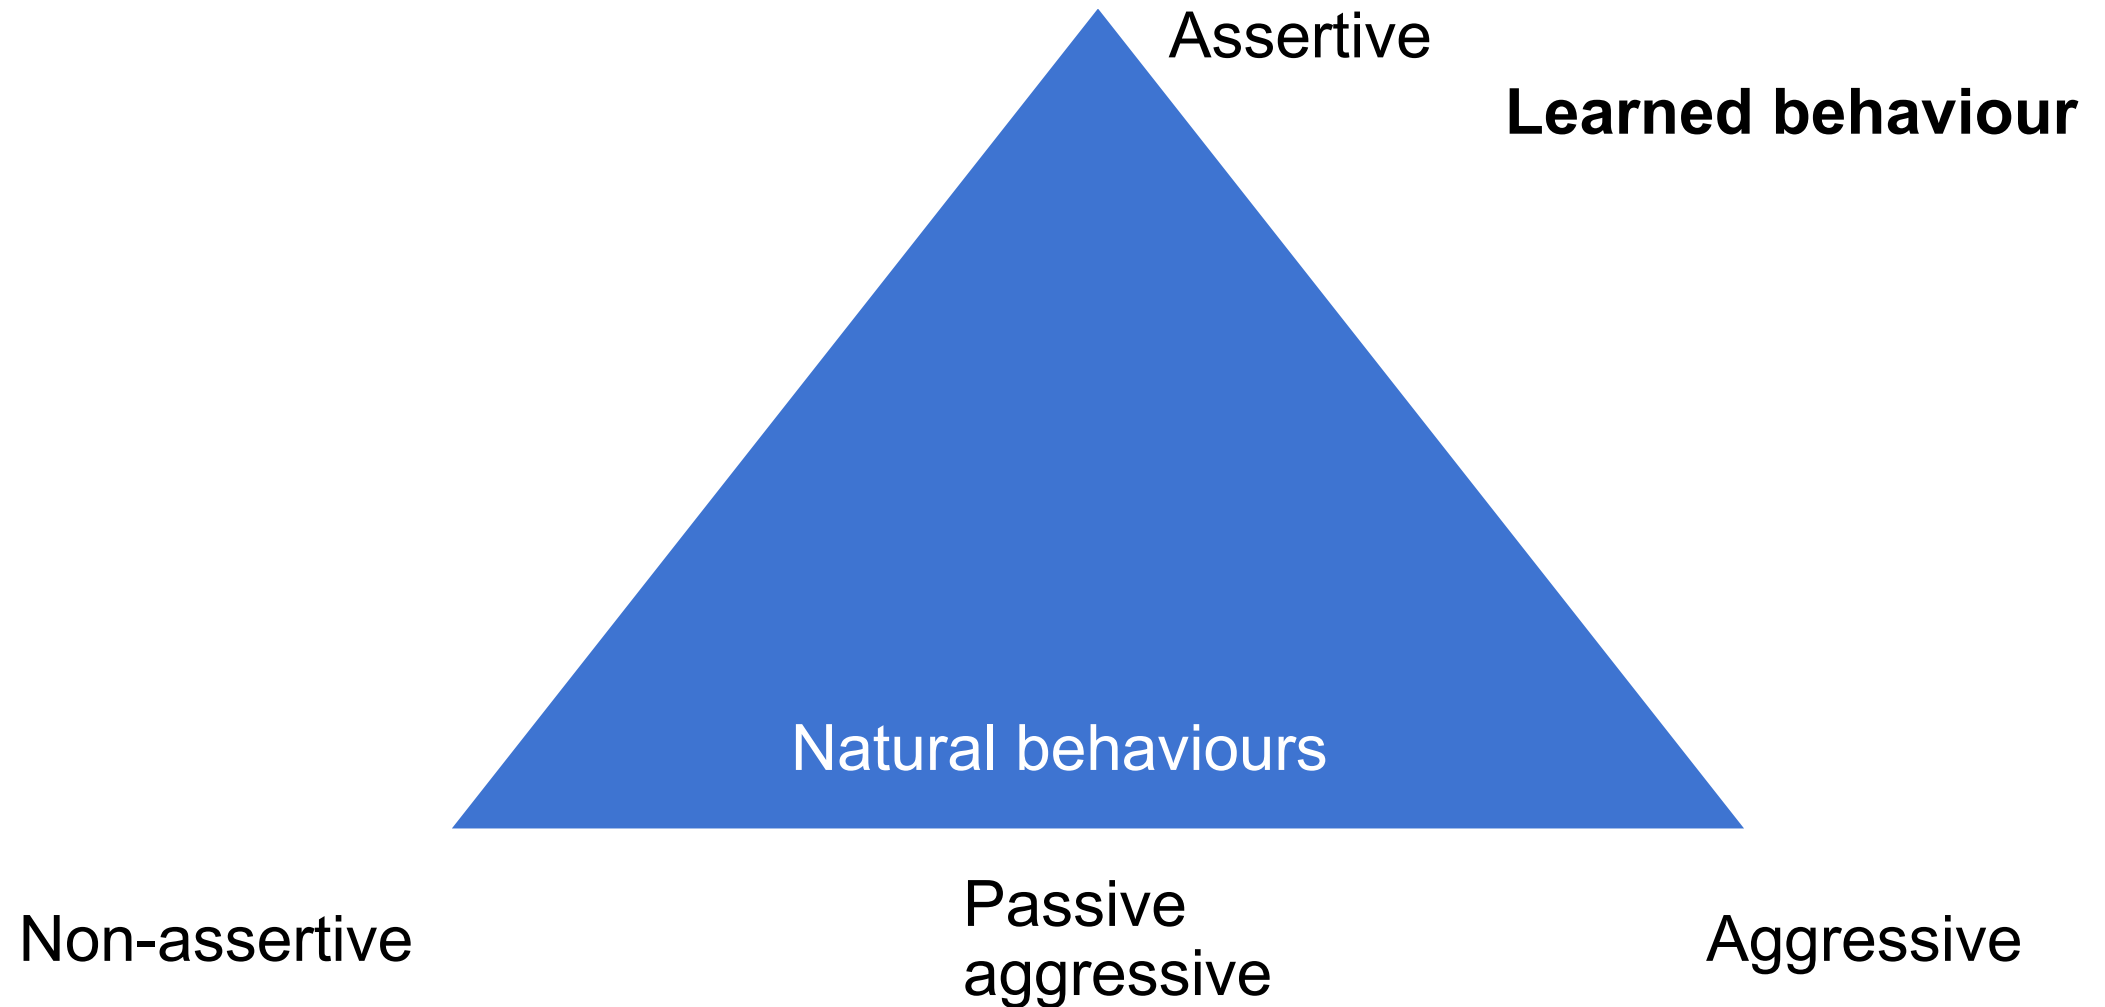 Assertive
Learned behaviour
Natural behaviours
Non-assertive
Passive
aggressive
Aggressive